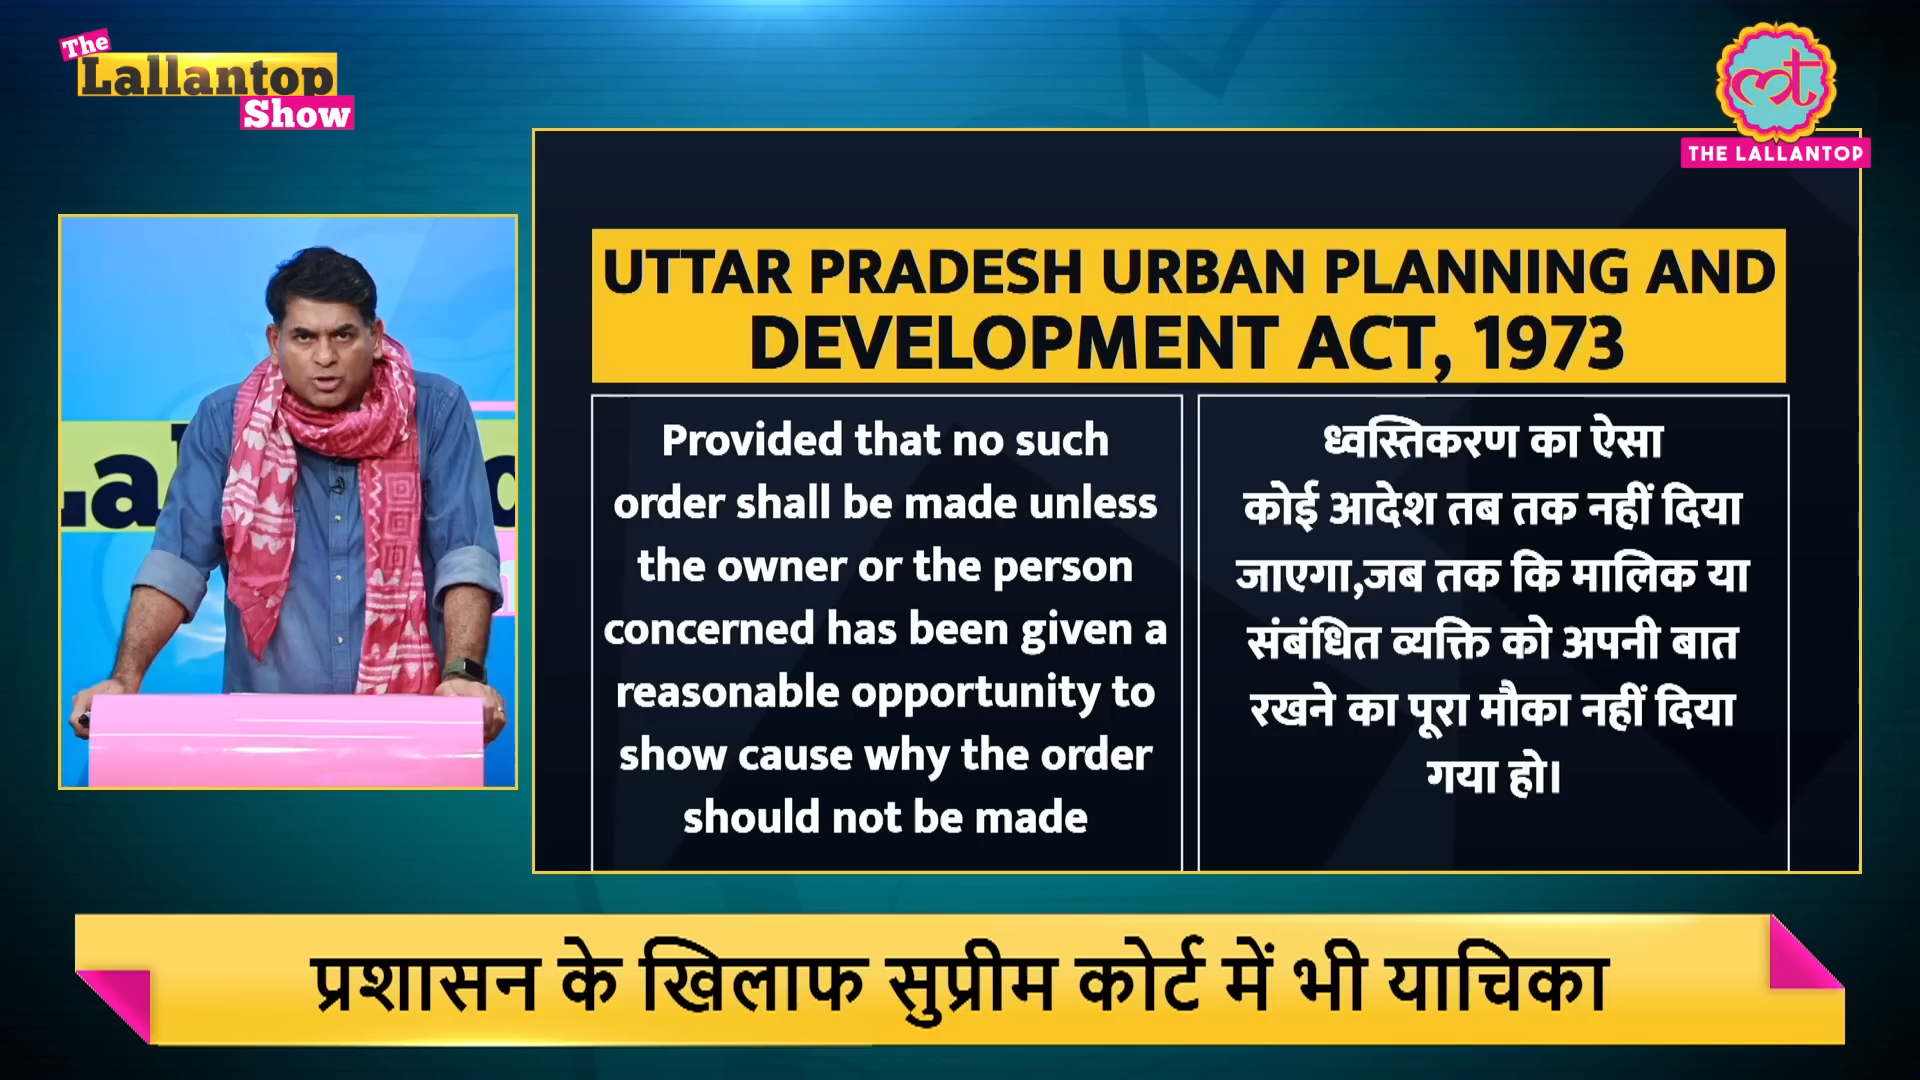 The
Lallantop
Show
THE LALLANTOP
UTTAR PRADESH URBAN PLANNING AND
DEVELOPMENT ACT, 1973
Provided that no such
order shall be made unless
the owner or the person
concerned has been given a
reasonable opportunity to
show cause why the order
should not be made
ध्वस्तिकरण का ऐसा
कोई आदेश तब तक नहीं दिया
जाएगा,जब तक कि मालिक या
संबंधित व्यक्ति को अपनी बात
रखने का पूरा मौका नहीं दिया
गया हो।
प्रशासन के खिलाफ सुप्रीम कोर्ट में भी याचिका